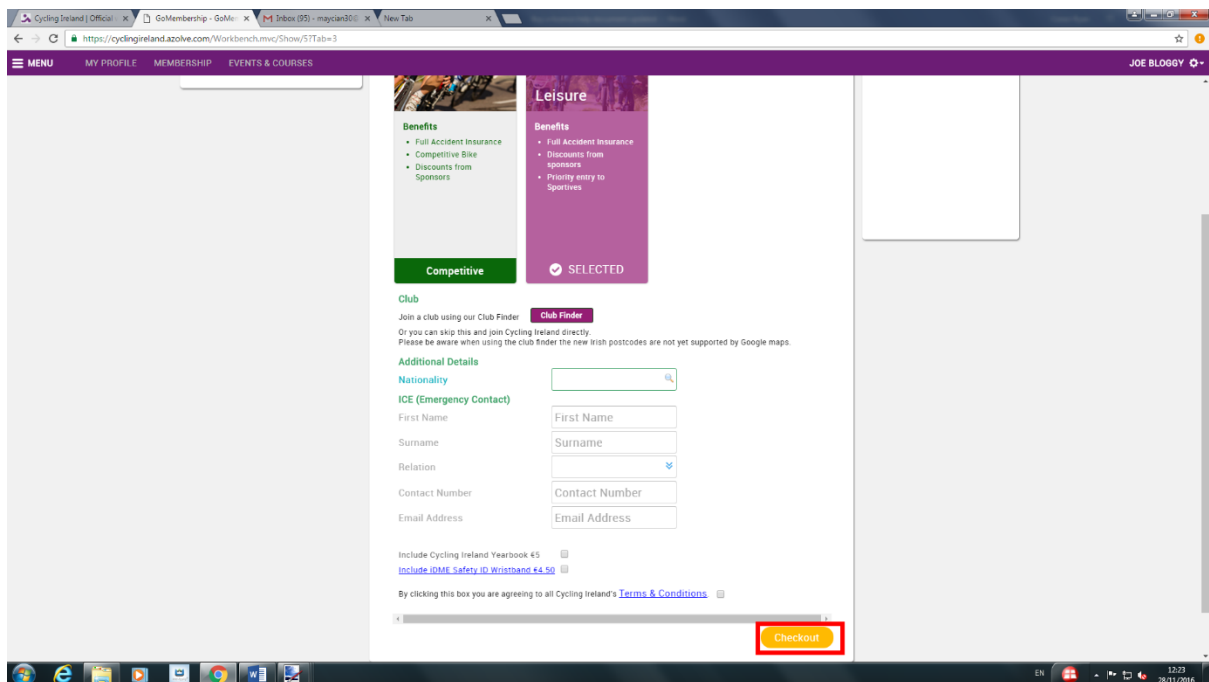 Cycling Ireland | Official
GoMembership - GoMe
Inbox (95) - maycian30@
New Tab
https://cyclingireland.azolve.com/Workbench.mvc/Show/5?Tab=3
MENU MY PROFILE MEMBERSHIP EVENTS & COURSES JOE BLOGGY
Leisure
Benefits
• Full Accident Insurance
• Competitive Bike
• Discounts from
Sponsors
Competitive
Benefits
• Full Accident Insurance
• Discounts from
sponsors
• Priority entry to
Sportives
SELECTED
Club
Join a club using our Club Finder Club Finder
Or you can skip this and join Cycling Ireland directly.
Please be aware when using the club finder the new Irish postcodes are not yet supported by Google maps.
Additional Details
Nationality
ICE (Emergency Contact)
First Name First Name
Surname Surname
Relation
Contact Number Contact Number
Email Address Email Address
Include Cycling Ireland Yearbook €5
Include iDME Safety ID Wristband €4.50
By clicking this box you are agreeing to all Cycling Ireland's Terms & Conditions.
Checkout
EN
12:23
28/11/2016